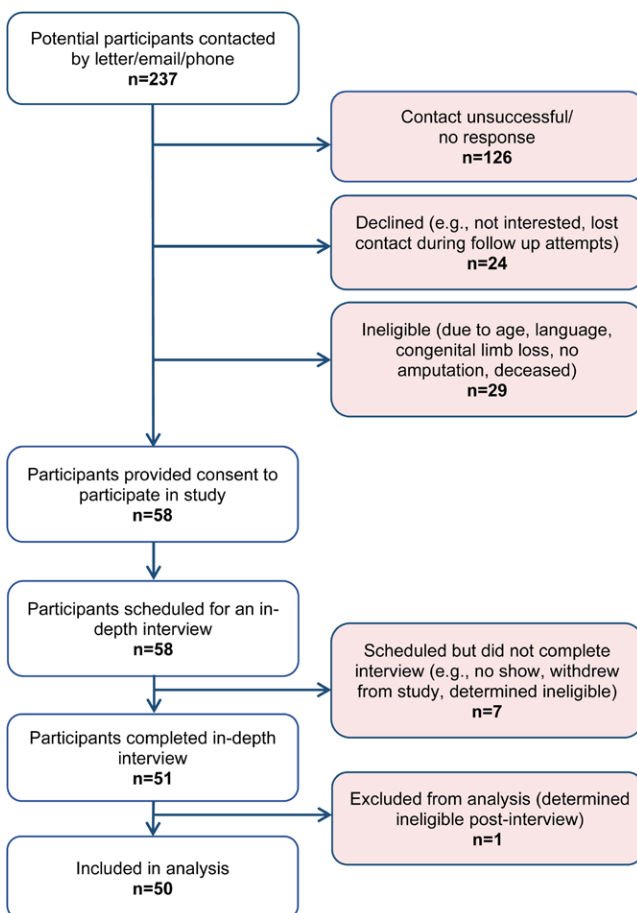 Potential participants contacted
by letter/email/phone
n=237
Contact unsuccessful/
no response
n=126
Declined (e.g., not interested, lost
contact during follow up attempts)
n=24
Ineligible (due to age, language,
congenital limb loss, no
amputation, deceased)
n=29
Participants provided consent to
participate in study
n=58
Participants scheduled for an in-
depth interview
n=58
Scheduled but did not complete
interview (e.g., no show, withdrew
from study, determined ineligible)
n=7
Participants completed in-depth
interview
n=51
Excluded from analysis (determined
ineligible post-interview)
n=1
Included in analysis
n=50